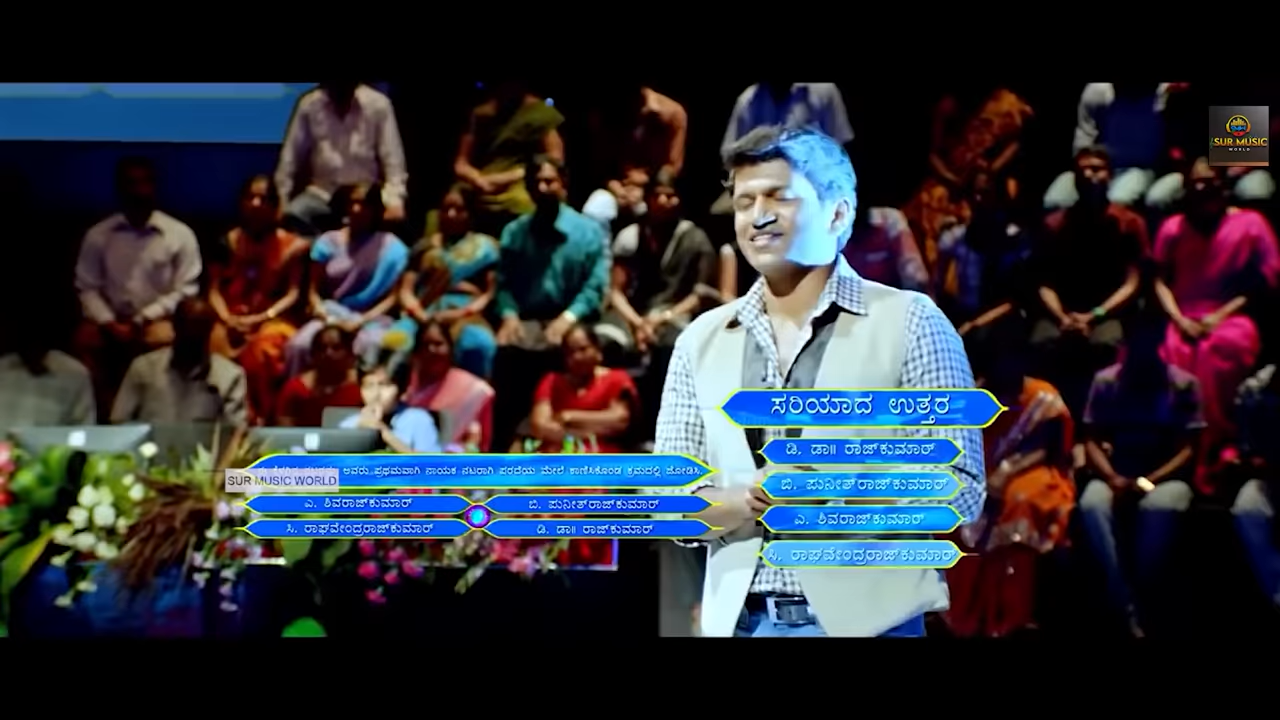 SUR MUSIC
WORLD
ಸರಿಯಾದ ಉತ್ತರ
ಡಿ. ಡಾ॥ ರಾಜ್‌ಕುಮಾರ್
ಬಿ. ಪುನೀತ್‌ರಾಜ್‌ಕುಮಾರ್
ಎ. ಶಿವರಾಜ್‌ಕುಮಾರ್
ಸಿ. ರಾಘವೇಂದ್ರರಾಜ್‌ಕುಮಾರ್
ಅವರು ಪ್ರಥಮವಾಗಿ ನಾಯಕ ನಟರಾಗಿ ಪರದೆಯ ಮೇಲೆ ಕಾಣಿಸಿಕೊಂಡ ಕ್ರಮದಲ್ಲಿ ಜೋಡಿಸಿ.
SUR MUSIC WORLD
ಎ. ಶಿವರಾಜ್‌ಕುಮಾರ್ ಬಿ. ಪುನೀತ್‌ರಾಜ್‌ಕುಮಾರ್
ಸಿ. ರಾಘವೇಂದ್ರರಾಜ್‌ಕುಮಾರ್ ಡಿ. ಡಾ॥ ರಾಜ್‌ಕುಮಾರ್